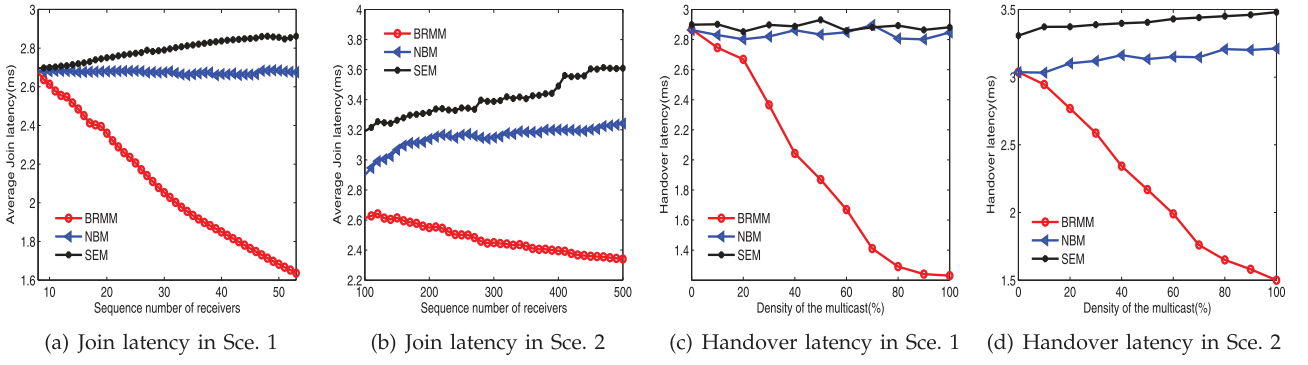 3
2.8
2.6
2.4
2.2
2
1.8
1.6
10 20 30 40 50
Average Join latency(ms)
Sequence number of receivers
BRMM
NBM
SEM
(a) Join latency in Sce. 1
4
3.8
3.6
3.4
3.2
3
2.8
2.6
2.4
2.2
100 200 300 400 500
Average Join latency(ms)
Sequence number of receivers
BRMM
NBM
SEM
(b) Join latency in Sce. 2
3
2.8
2.6
2.4
2.2
2
1.8
1.6
1.4
0 20 40 60 80 100
Handover latency(ms)
Density of the multicast(%)
BRMM
NBM
SEM
(c) Handover latency in Sce. 1
3.5
3
2.5
2
1.5
0 20 40 60 80 100
Handover latency(ms)
Density of the multicast(%)
BRMM
NBM
SEM
(d) Handover latency in Sce. 2